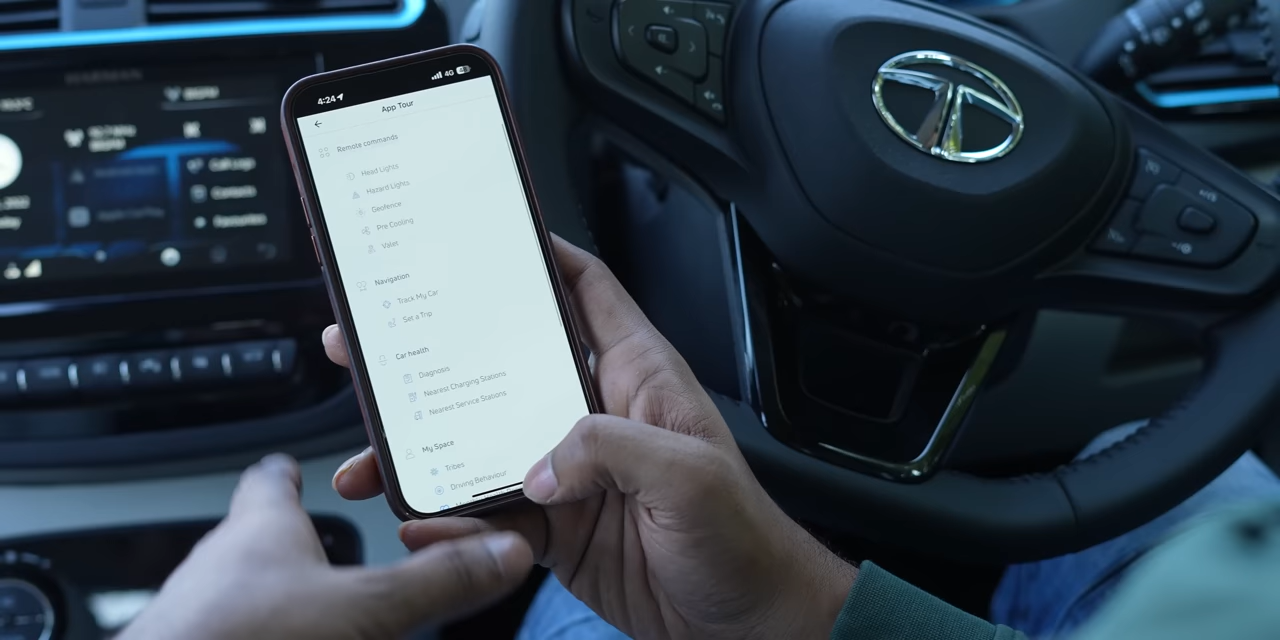 HARMAN
4:24
4G
App Tour
Remote commands
Head Lights
Hazard Lights
Geofence
Pre Cooling
Valet
Navigation
Track My Car
Set a Trip
Car health
Diagnosis
Nearest Charging Stations
Nearest Service Stations
My Space
Tribes
Driving Behaviour
Call Logs
Contacts
Favourites